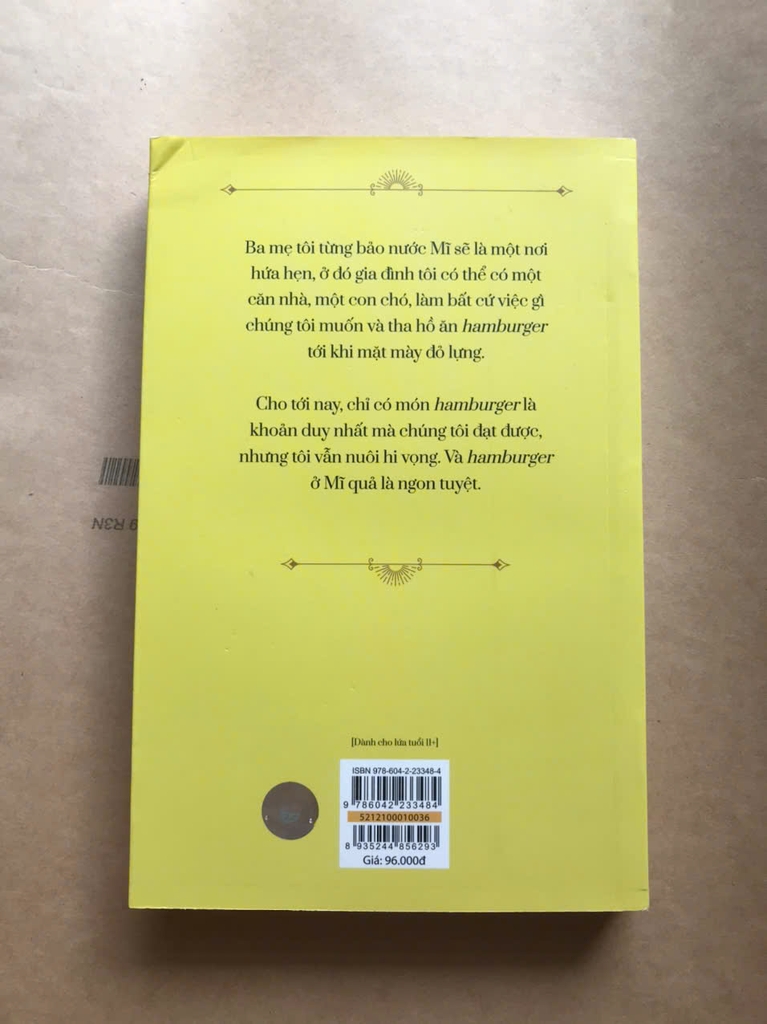 Ba mẹ tôi từng bảo nước Mĩ sẽ là một nơi
hứa hẹn, ở đó gia đình tôi có thể có một
căn nhà, một con chó, làm bất cứ việc gì
chúng tôi muốn và tha hồ ăn hamburger
tới khi mặt mày đỏ lựng.
Cho tới nay, chỉ có món hamburger là
khoản duy nhất mà chúng tôi đạt được,
nhưng tôi vẫn nuôi hi vọng. Và hamburger
ở Mĩ quả là ngon tuyệt.
9 R3N
[Dành cho lứa tuổi 11+]
ISBN 978-604-2-23348-4
9 786042 233484
5212100010036
8 935244 856293
Giá: 96.000đ